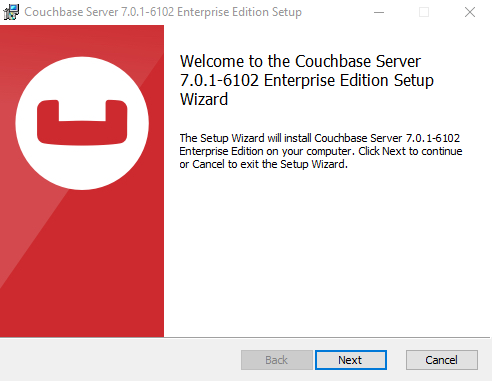 Couchbase Server 7.0.1-6102 Enterprise Edition Setup
Welcome to the Couchbase Server
7.0.1-6102 Enterprise Edition Setup
Wizard
The Setup Wizard will install Couchbase Server 7.0.1-6102
Enterprise Edition on your computer. Click Next to continue
or Cancel to exit the Setup Wizard.
Back Next Cancel